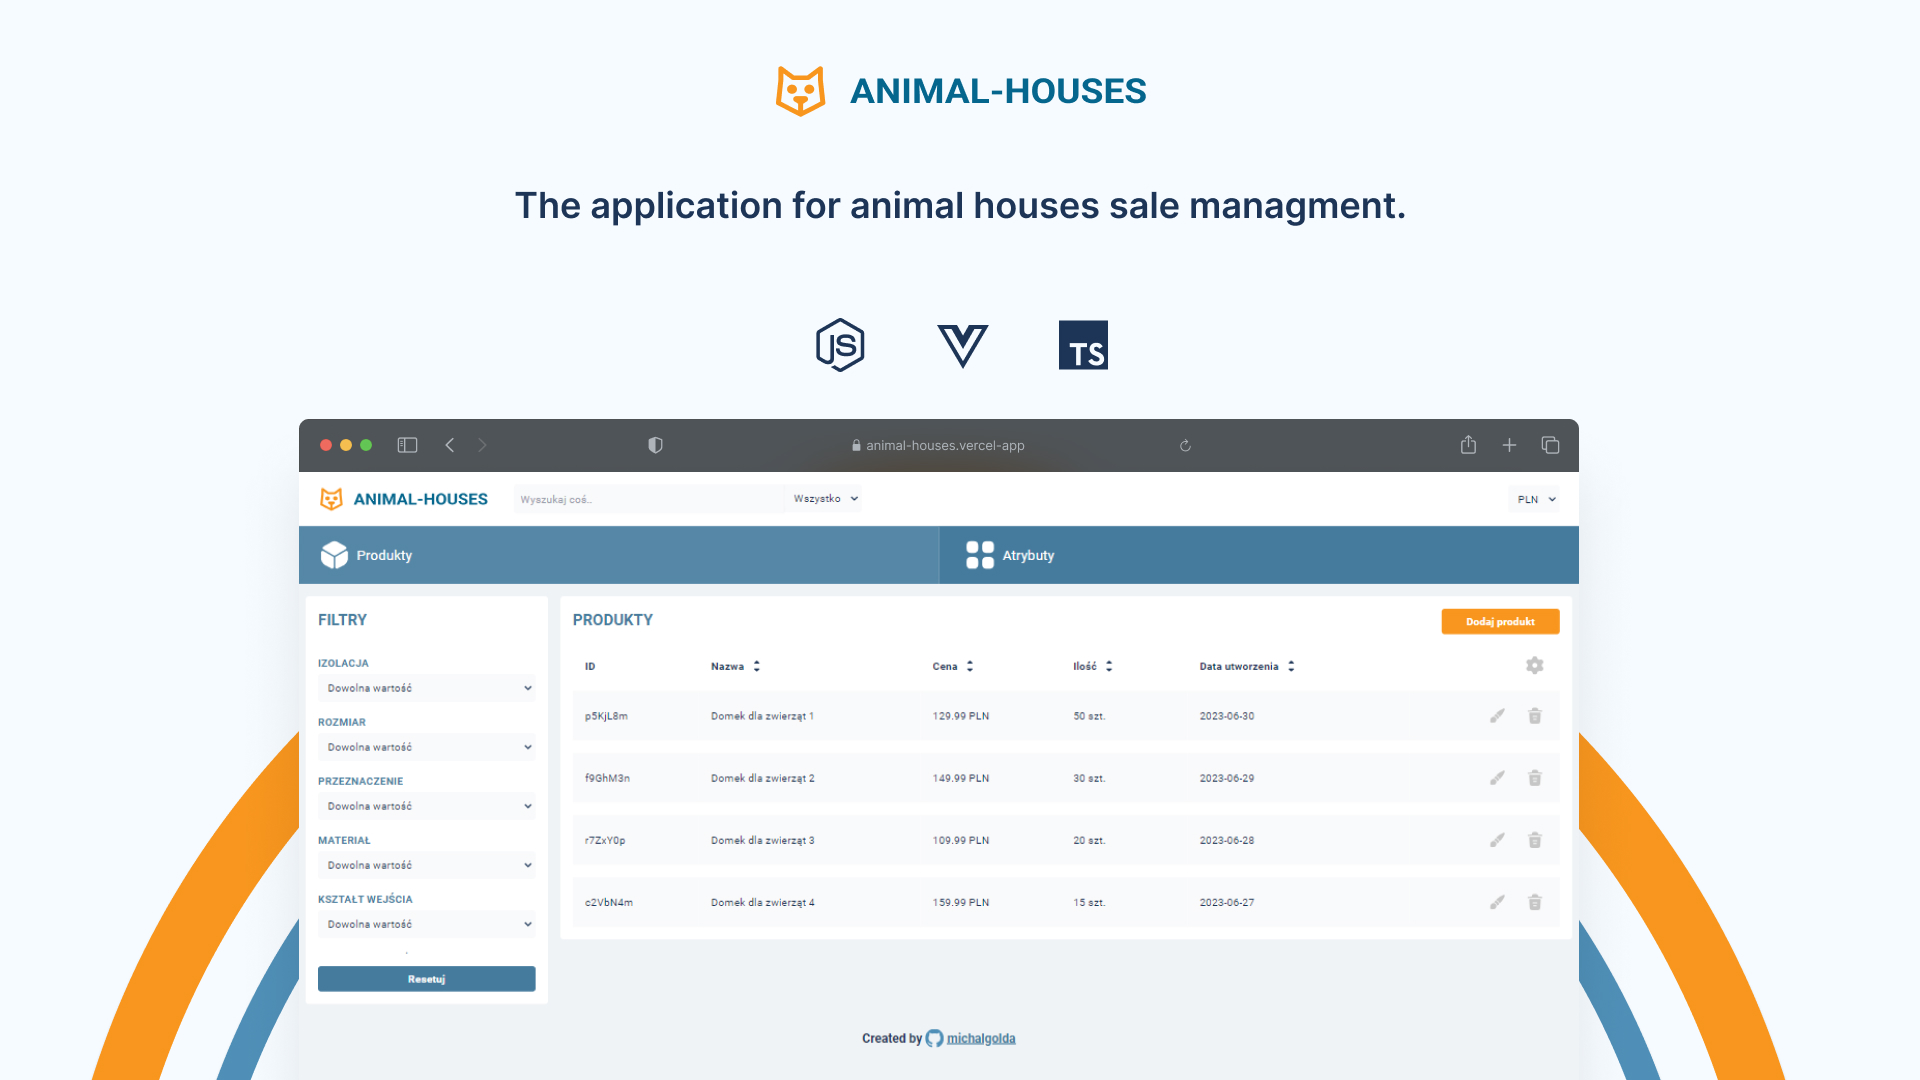 ANIMAL-HOUSES
The application for animal houses sale managment.
JS
TS
animal-houses.vercel-app
ANIMAL-HOUSES
Wyszukaj coś..
Wszystko
PLN
Produkty
Atrybuty
FILTRY
IZOLACJA
Dowolna wartość
ROZMIAR
Dowolna wartość
PRZEZNACZENIE
Dowolna wartość
MATERIAŁ
Dowolna wartość
KSZTAŁT WEJŚCIA
Dowolna wartość
Resetuj
PRODUKTY
Dodaj produkt
ID Nazwa Cena Ilość Data utworzenia
p5KjL8m Domek dla zwierząt 1 129.99 PLN 50 szt. 2023-06-30
f9GhM3n Domek dla zwierząt 2 149.99 PLN 30 szt. 2023-06-29
r7ZxY0p Domek dla zwierząt 3 109.99 PLN 20 szt. 2023-06-28
c2VbN4m Domek dla zwierząt 4 159.99 PLN 15 szt. 2023-06-27
Created by michalgolda